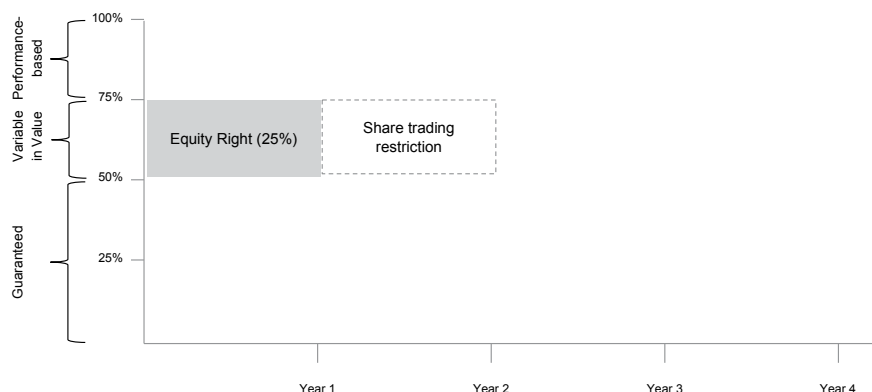 100%
Performance-
based
75%
Variable
in Value
Equity Right (25%)
Share trading
restriction
50%
Guaranteed
25%
Year 1
Year 2
Year 3
Year 4